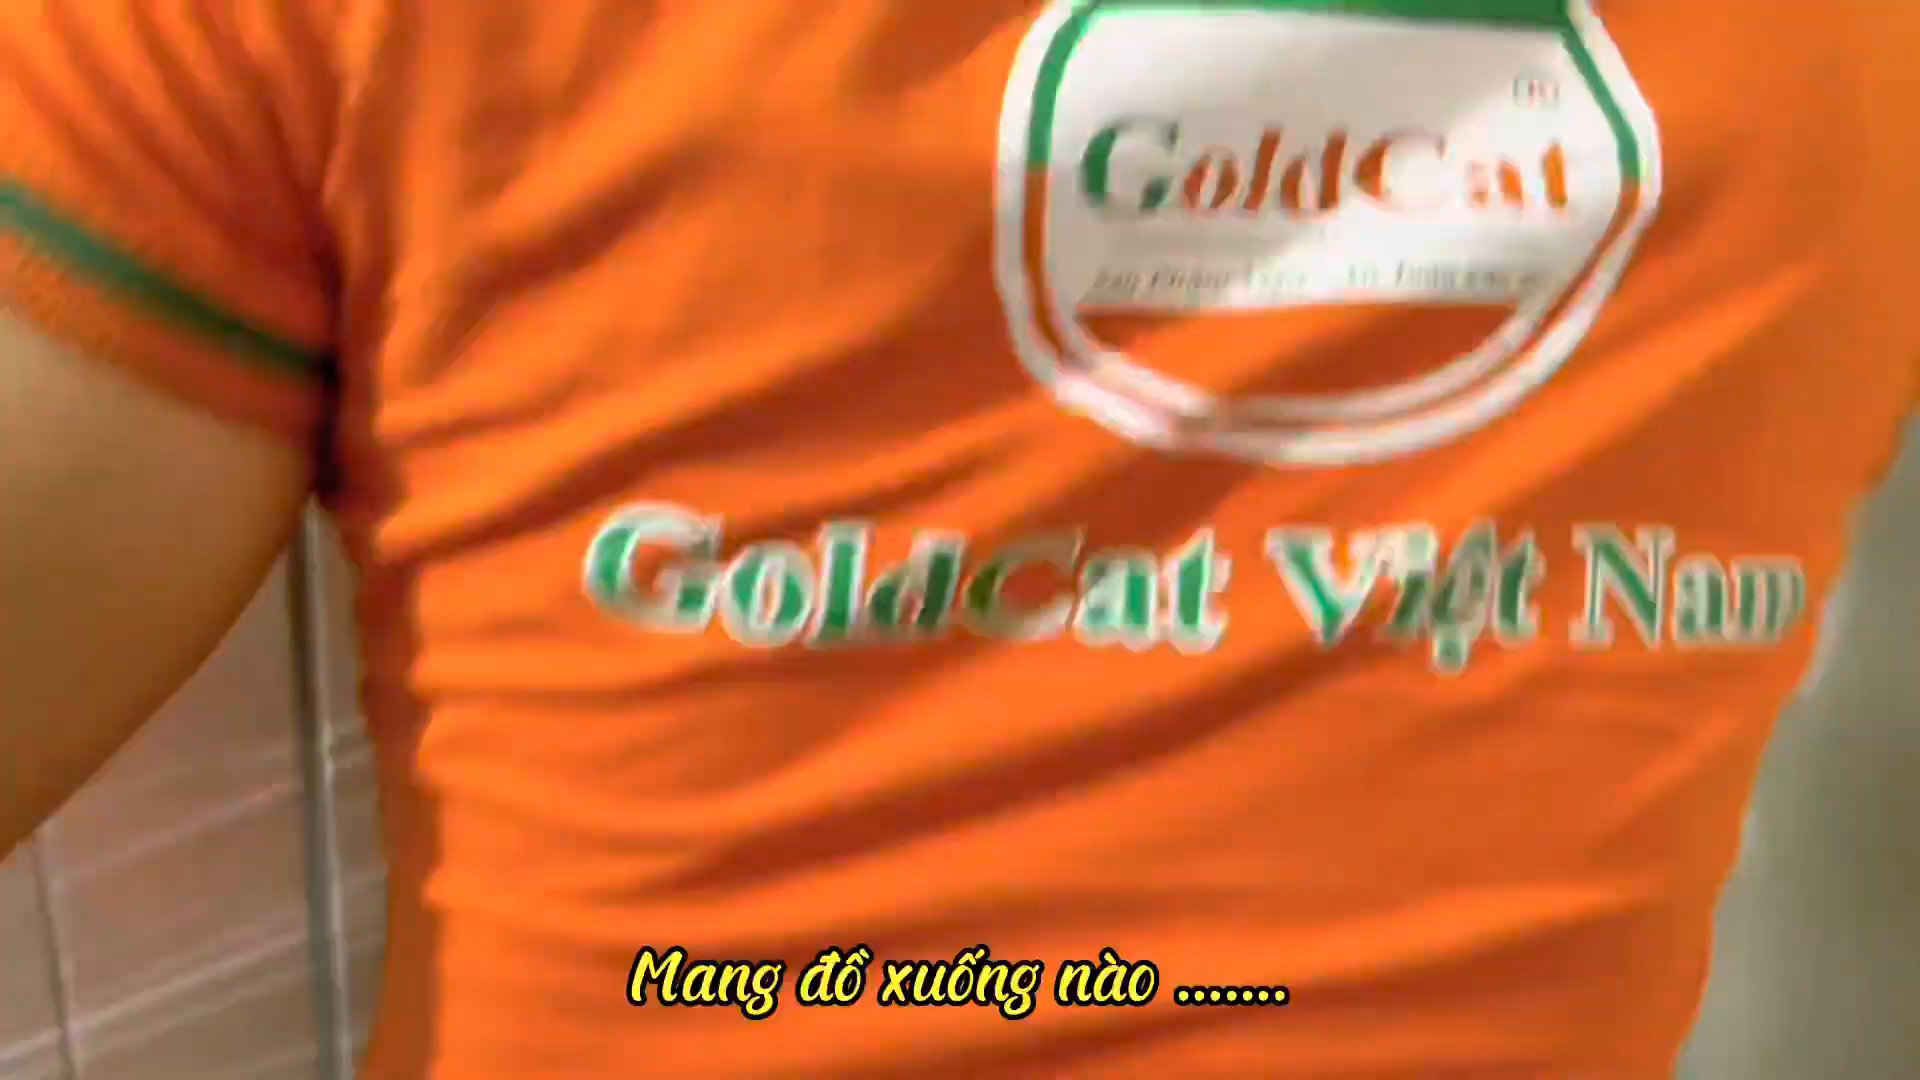 GoldCat
GoldCat Việt Nam
Mang đồ xuống nào .......